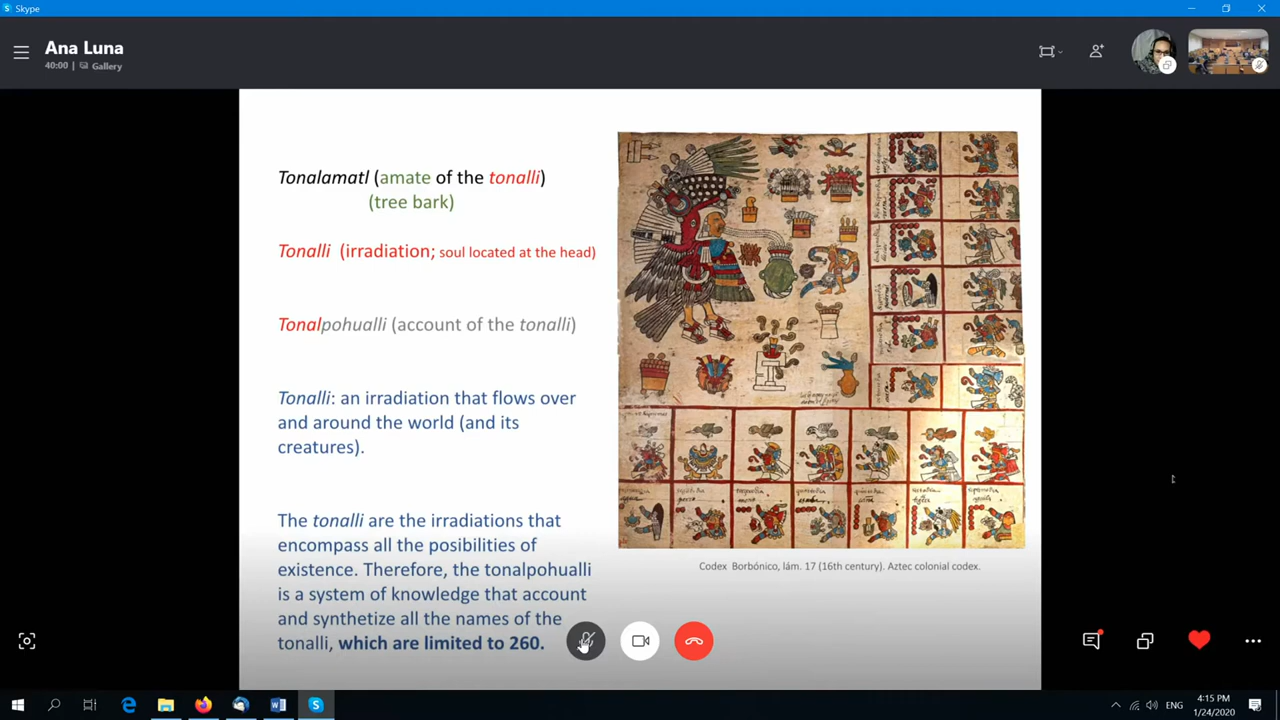 Skype
Ana Luna
40:00 | Gallery
Tonalamatl (amate of the tonalli)
(tree bark)
Tonalli (irradiation; soul located at the head)
Tonalpohualli (account of the tonalli)
Tonalli: an irradiation that flows over
and around the world (and its
creatures).
The tonalli are the irradiations that
encompass all the posibilities of
existence. Therefore, the tonalpohualli
is a system of knowledge that account
and synthetize all the names of the
tonalli, which are limited to 260.
Codex Borbónico, lám. 17 (16th century). Aztec colonial codex.
ENG
4:15 PM
1/24/2020